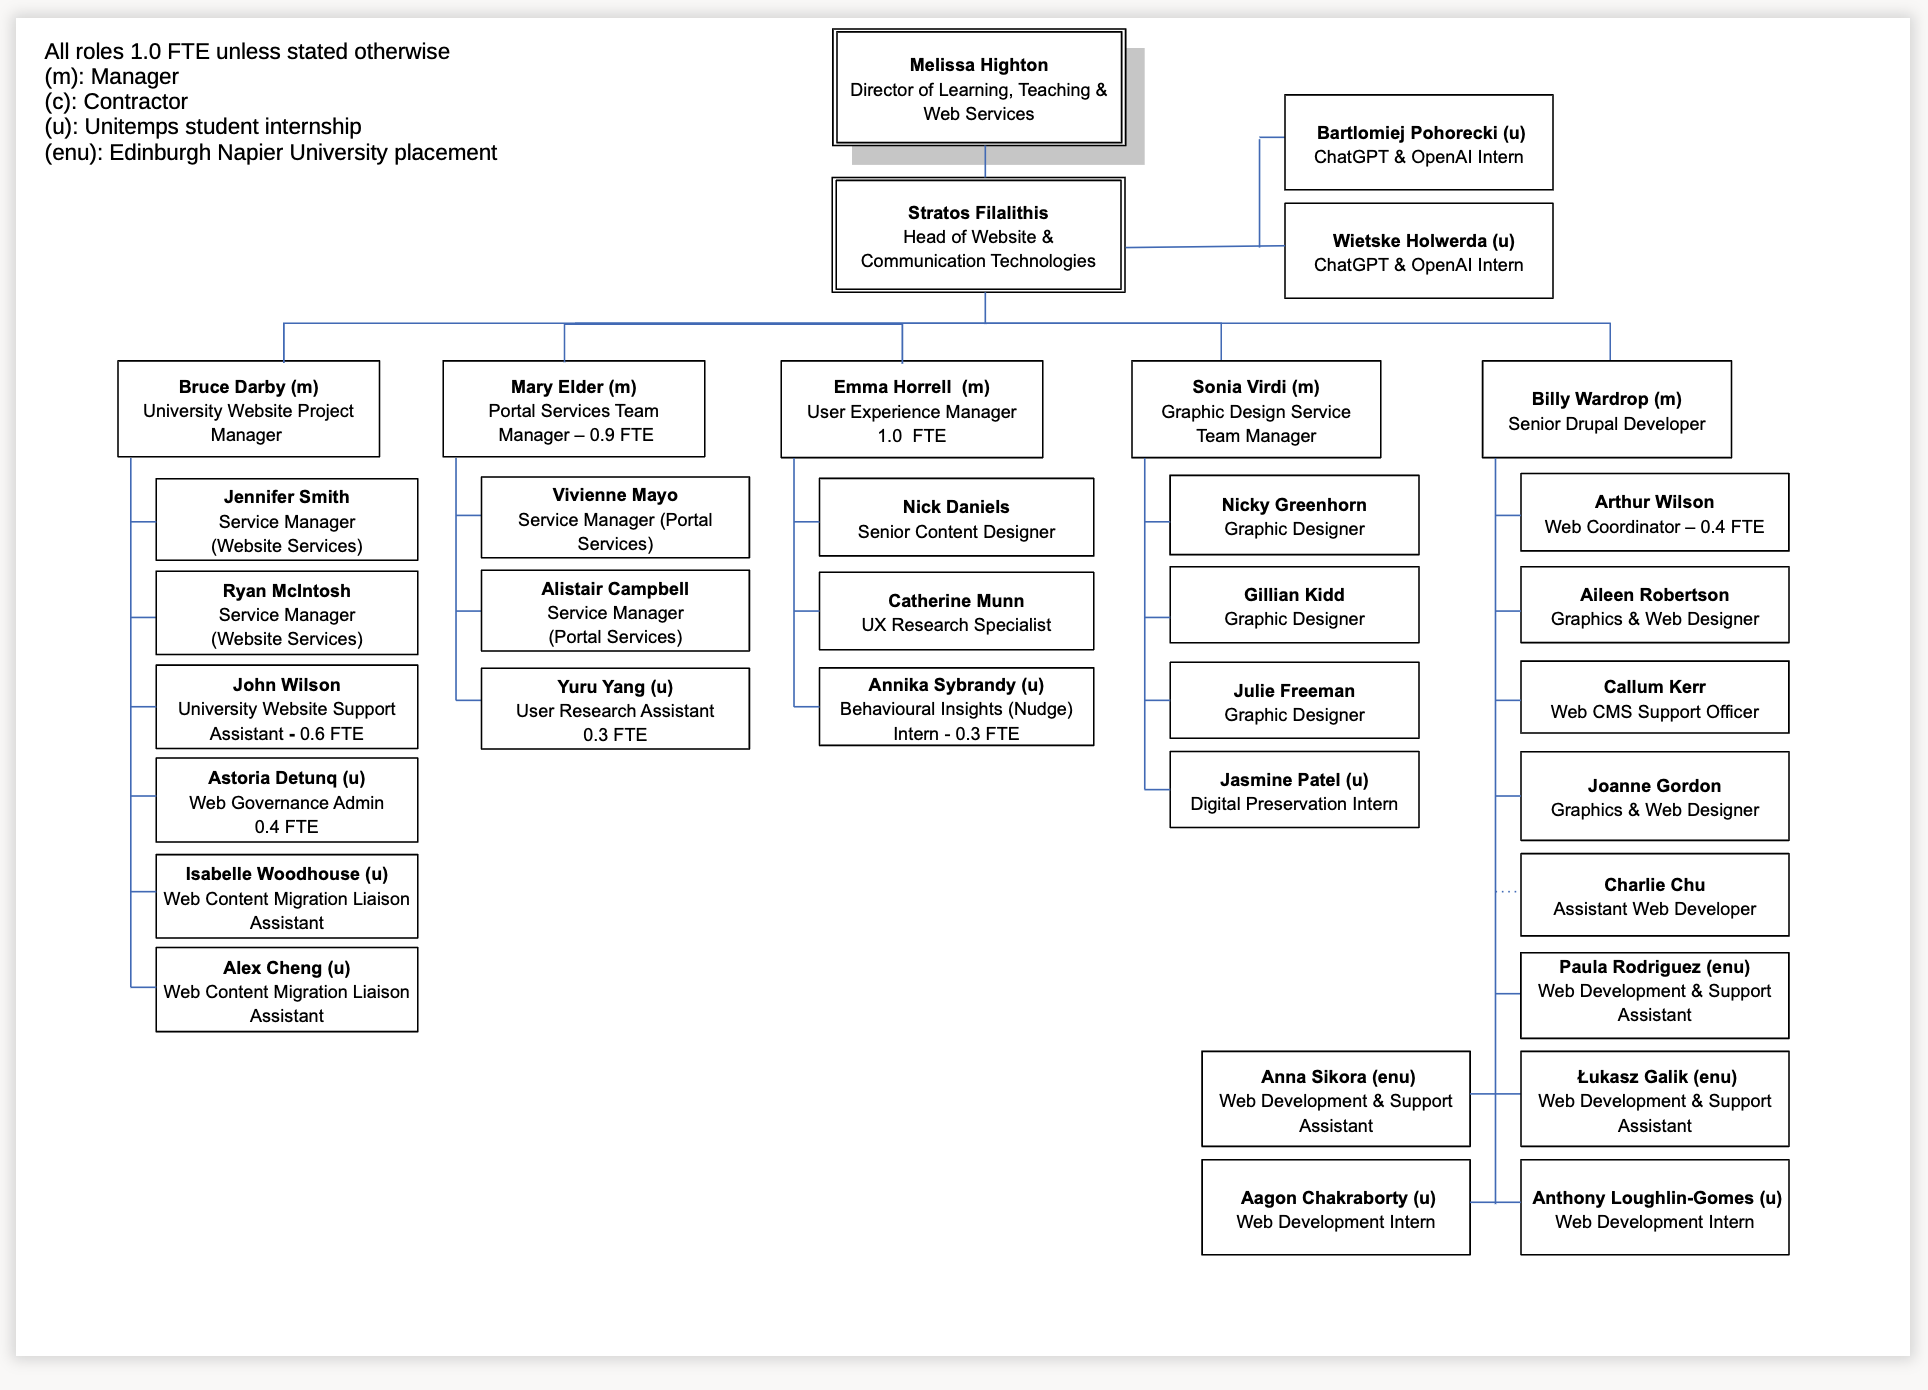 All roles 1.0 FTE unless stated otherwise
(m): Manager
(c): Contractor
(u): Unitemps student internship
(enu): Edinburgh Napier University placement
Melissa Highton
Director of Learning, Teaching &
Web Services
Stratos Filalithis
Head of Website &
Communication Technologies
Bartlomiej Pohorecki (u)
ChatGPT & OpenAI Intern
Wietske Holwerda (u)
ChatGPT & OpenAI Intern
Bruce Darby (m)
University Website Project
Manager
Jennifer Smith
Service Manager
(Website Services)
Ryan McIntosh
Service Manager
(Website Services)
John Wilson
University Website Support
Assistant - 0.6 FTE
Astoria Detunq (u)
Web Governance Admin
0.4 FTE
Isabelle Woodhouse (u)
Web Content Migration Liaison
Assistant
Alex Cheng (u)
Web Content Migration Liaison
Assistant
Mary Elder (m)
Portal Services Team
Manager – 0.9 FTE
Vivienne Mayo
Service Manager (Portal
Services)
Alistair Campbell
Service Manager
(Portal Services)
Yuru Yang (u)
User Research Assistant
0.3 FTE
Emma Horrell  (m)
User Experience Manager
1.0  FTE
Nick Daniels
Senior Content Designer
Catherine Munn
UX Research Specialist
Annika Sybrandy (u)
Behavioural Insights (Nudge)
Intern - 0.3 FTE
Sonia Virdi (m)
Graphic Design Service
Team Manager
Nicky Greenhorn
Graphic Designer
Gillian Kidd
Graphic Designer
Julie Freeman
Graphic Designer
Jasmine Patel (u)
Digital Preservation Intern
Billy Wardrop (m)
Senior Drupal Developer
Arthur Wilson
Web Coordinator – 0.4 FTE
Aileen Robertson
Graphics & Web Designer
Callum Kerr
Web CMS Support Officer
Joanne Gordon
Graphics & Web Designer
Charlie Chu
Assistant Web Developer
Paula Rodriguez (enu)
Web Development & Support
Assistant
Anna Sikora (enu)
Web Development & Support
Assistant
Łukasz Galik (enu)
Web Development & Support
Assistant
Aagon Chakraborty (u)
Web Development Intern
Anthony Loughlin-Gomes (u)
Web Development Intern